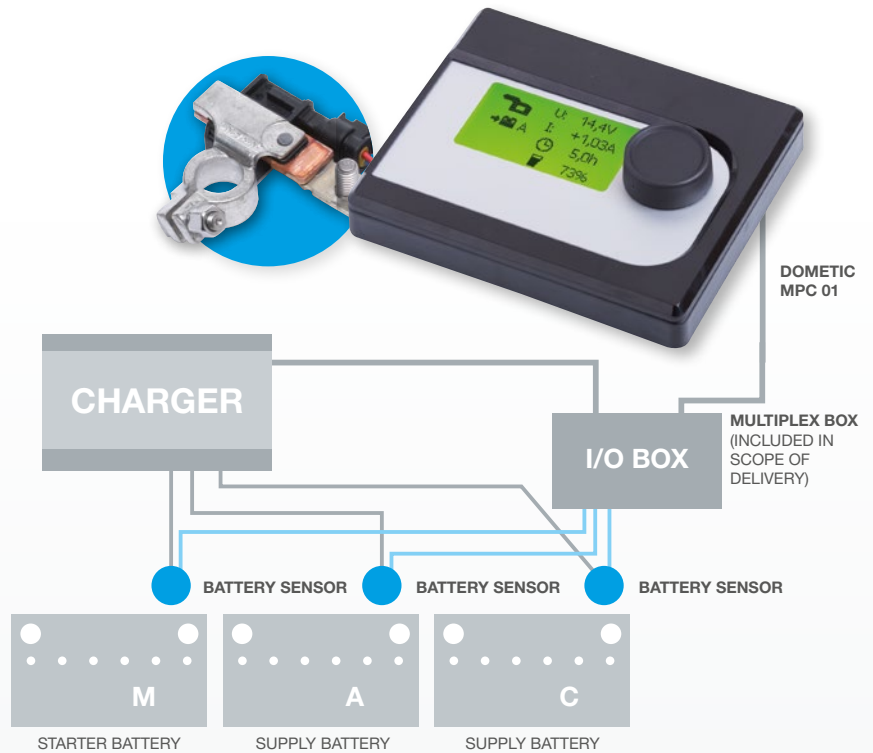 U: 14,4V
A I: +1,03A
5,0h
73%
DOMETIC
MPC 01
CHARGER
MULTIPLEX BOX
(INCLUDED IN
SCOPE OF
DELIVERY)
I/O BOX
BATTERY SENSOR BATTERY SENSOR BATTERY SENSOR
M A C
STARTER BATTERY SUPPLY BATTERY SUPPLY BATTERY